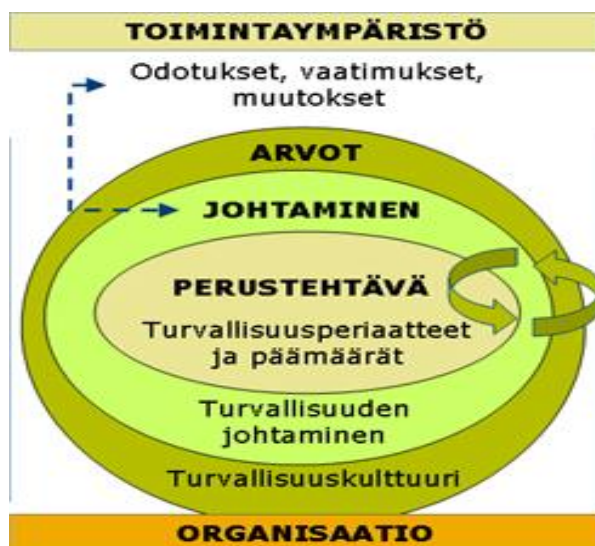 TOIMINTAYMPÄRISTÖ
Odotukset, vaatimukset,
muutokset
ARVOT
JOHTAMINEN
PERUSTEHTÄVÄ
Turvallisuusperiaatteet
ja päämäärät
Turvallisuuden
johtaminen
Turvallisuuskulttuuri
ORGANISAATIO